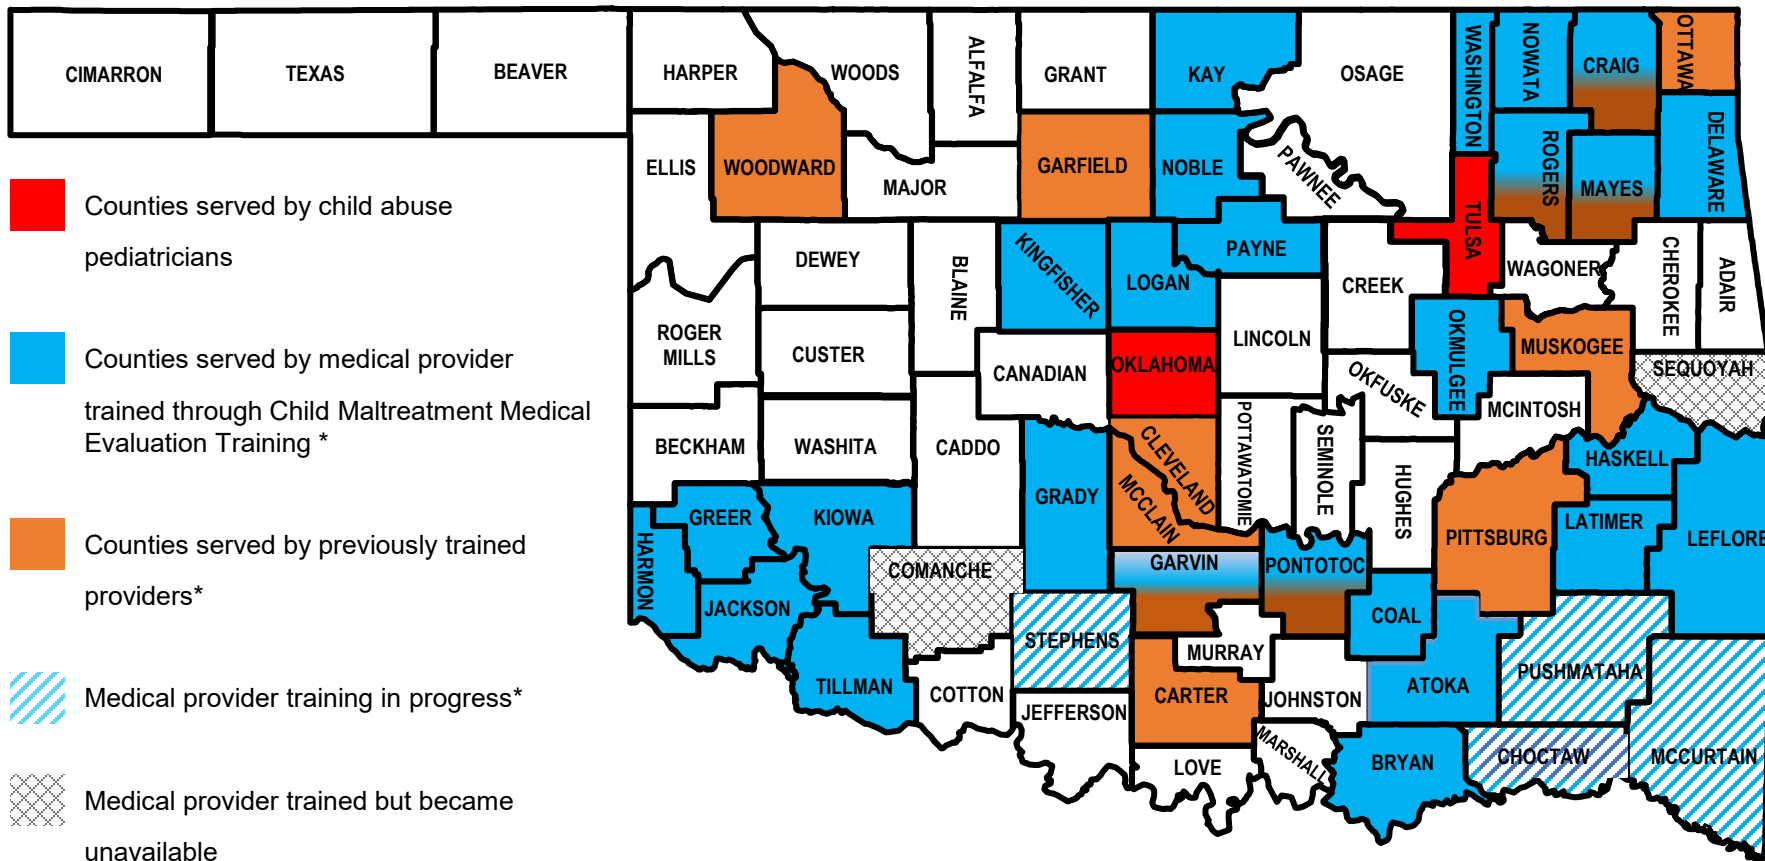 CIMARRON
TEXAS
BEAVER
HARPER
WOODS
ALFALFA
GRANT
KAY
OSAGE
WASHINGTON
NOWATA
CRAIG
OTTAWA
ELLIS
WOODWARD
MAJOR
GARFIELD
NOBLE
PAWNEE
ROGERS
MAYES
DELAWARE
TULSA
DEWEY
BLAINE
KINGFISHER
LOGAN
PAYNE
CREEK
WAGONER
CHEROKEE
ADAIR
ROGER
MILLS
CUSTER
CANADIAN
OKLAHOMA
LINCOLN
OKFUSKE
OKMULGEE
MUSKOGEE
SEQUOYAH
MCINTOSH
BECKHAM
WASHITA
CADDO
GRADY
CLEVELAND
MCCLAIN
POTTAWATOMIE
SEMINOLE
HUGHES
HASKELL
PITTSBURG
LATIMER
LEFLORE
GREER
HARMON
KIOWA
JACKSON
COMANCHE
GARVIN
PONTOTOC
COAL
STEPHENS
MURRAY
ATOKA
PUSHMATAHA
TILLMAN
COTTON
CARTER
JOHNSTON
JEFFERSON
LOVE
MARSHALL
BRYAN
CHOCTAW
MCCURTAIN
Counties served by child abuse
pediatricians
Counties served by medical provider
trained through Child Maltreatment Medical
Evaluation Training *
Counties served by previously trained
providers*
Medical provider training in progress*
Medical provider trained but became
unavailable